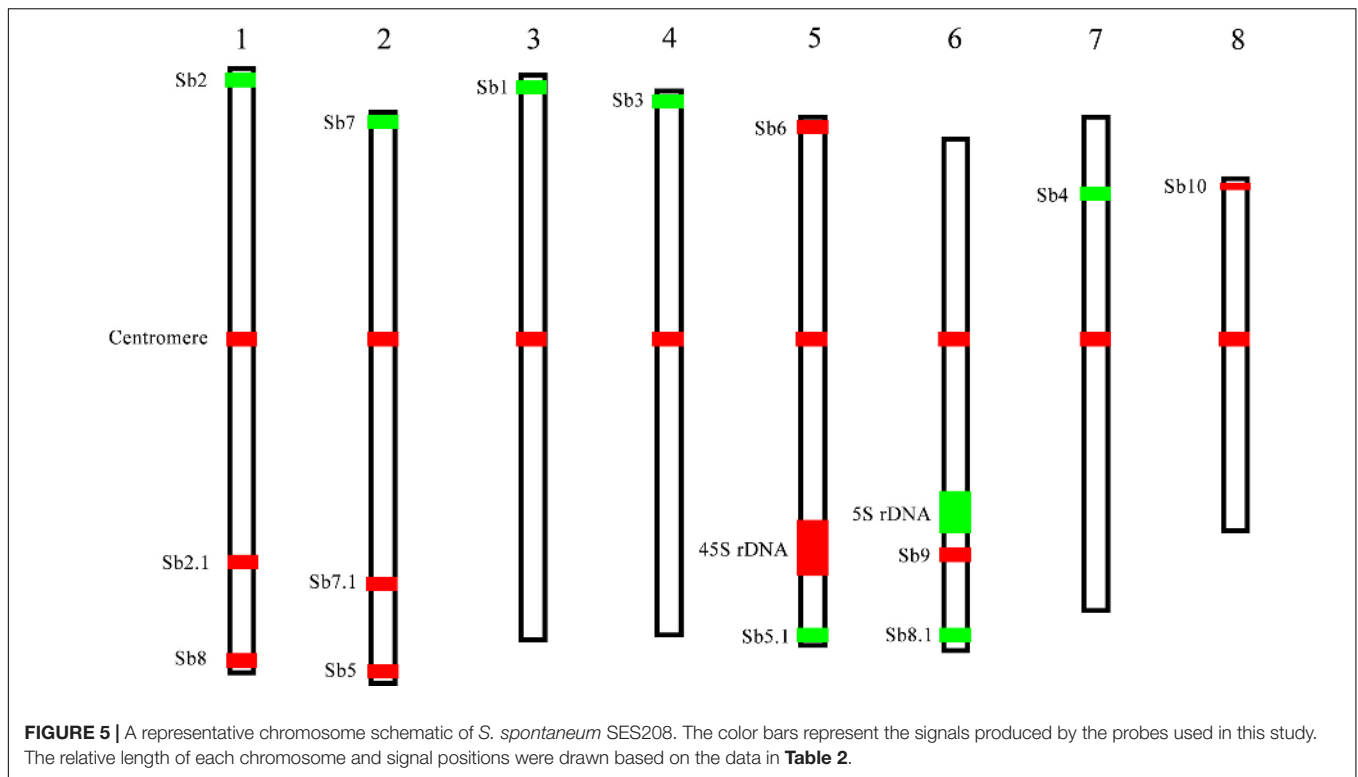 1 2 3 4 5 6 7 8
Sb2
Sb7
Sb1
Sb3
Sb6
Sb4
Sb10
Centromere
Sb2.1
Sb8
Sb7.1
Sb5
45S rDNA
Sb5.1
5S rDNA
Sb9
Sb8.1
FIGURE 5 | A representative chromosome schematic of S. spontaneum SES208. The color bars represent the signals produced by the probes used in this study.
The relative length of each chromosome and signal positions were drawn based on the data in Table 2.